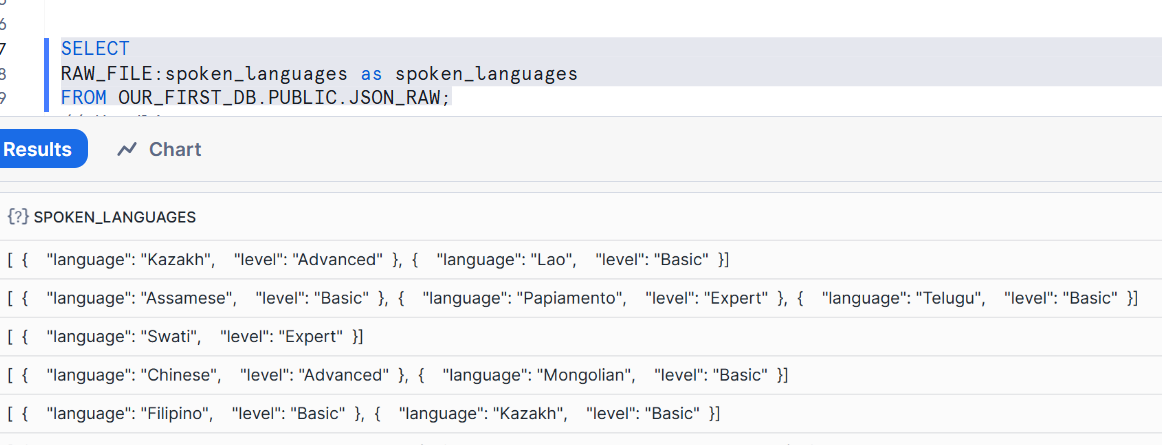 6
7 SELECT
8 RAW_FILE:spoken_languages as spoken_languages
9 FROM OUR_FIRST_DB.PUBLIC.JSON_RAW;
Results Chart
{?} SPOKEN_LANGUAGES
[ { "language": "Kazakh", "level": "Advanced" }, { "language": "Lao", "level": "Basic" }]
[ { "language": "Assamese", "level": "Basic" }, { "language": "Papiamento", "level": "Expert" }, { "language": "Telugu", "level": "Basic" }]
[ { "language": "Swati", "level": "Expert" }]
[ { "language": "Chinese", "level": "Advanced" }, { "language": "Mongolian", "level": "Basic" }]
[ { "language": "Filipino", "level": "Basic" }, { "language": "Kazakh", "level": "Basic" }]